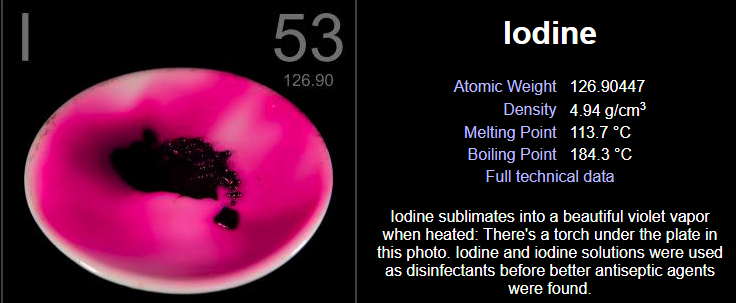 I
53
126.90
Iodine
Atomic Weight 126.90447
Density 4.94 g/cm³
Melting Point 113.7 °C
Boiling Point 184.3 °C
Full technical data
Iodine sublimates into a beautiful violet vapor
when heated: There's a torch under the plate in
this photo. Iodine and iodine solutions were used
as disinfectants before better antiseptic agents
were found.